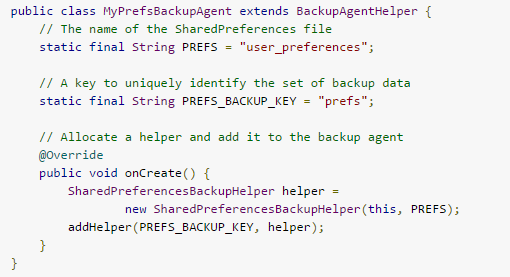 public class MyPrefsBackupAgent extends BackupAgentHelper {
    // The name of the SharedPreferences file
    static final String PREFS = "user_preferences";

    // A key to uniquely identify the set of backup data
    static final String PREFS_BACKUP_KEY = "prefs";

    // Allocate a helper and add it to the backup agent
    @Override
    public void onCreate() {
        SharedPreferencesBackupHelper helper =
                new SharedPreferencesBackupHelper(this, PREFS);
        addHelper(PREFS_BACKUP_KEY, helper);
    }
}